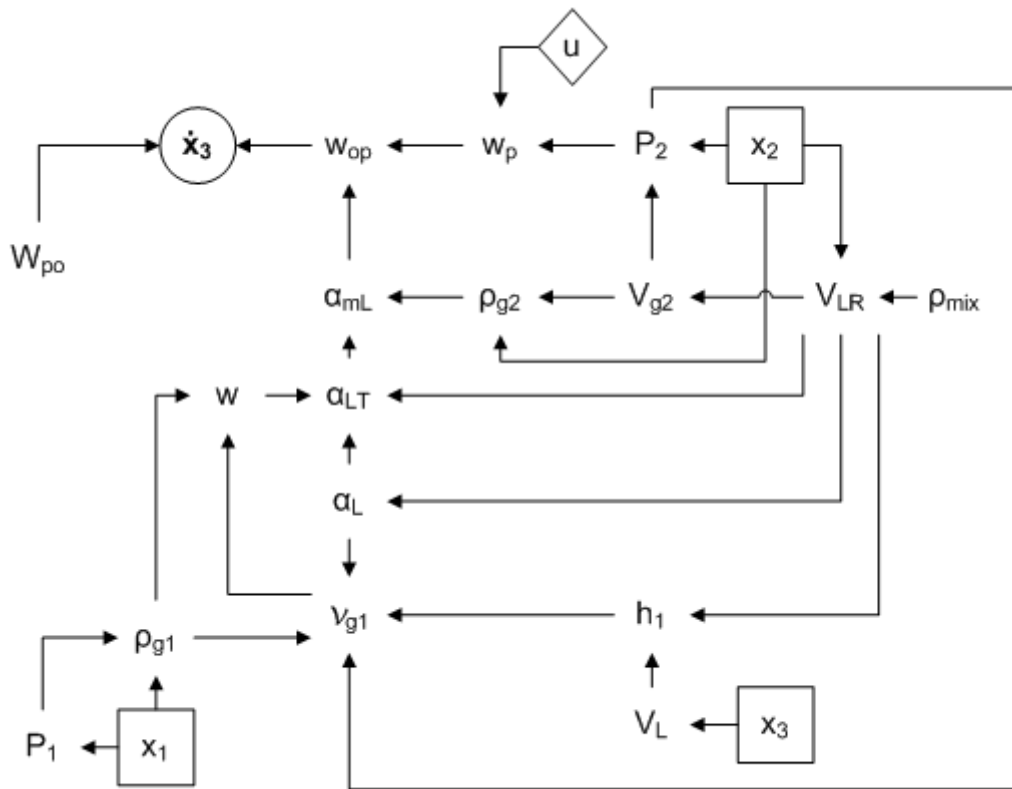 u
ẋ₃ w_op w_p P₂ x₂
W_po
α_mL ρ_g2 V_g2 V_LR ρ_mix
w α_LT
α_L
ν_g1 h₁
ρ_g1
P₁ x₁ V_L x₃